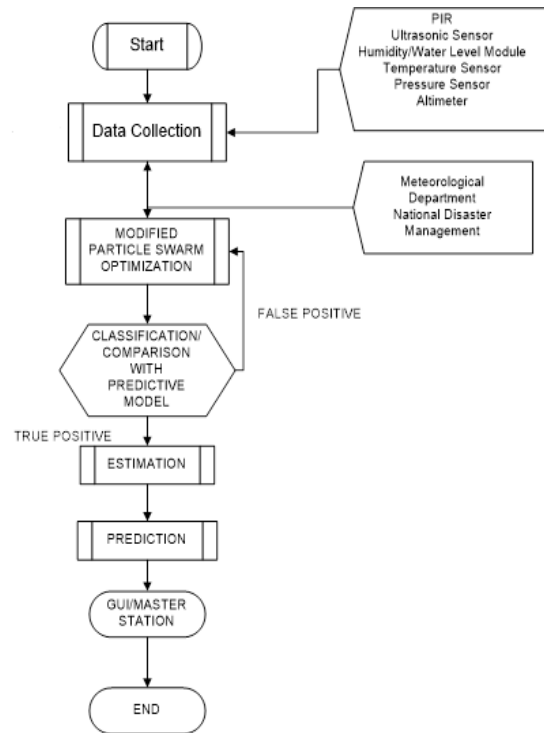 Start
PIR
Ultrasonic Sensor
Humidity/Water Level Module
Temperature Sensor
Pressure Sensor
Altimeter
Data Collection
Meteorological
Department
National Disaster
Management
MODIFIED
PARTICLE SWARM
OPTIMIZATION
FALSE POSITIVE
CLASSIFICATION/
COMPARISON
WITH
PREDICTIVE
MODEL
TRUE POSITIVE
ESTIMATION
PREDICTION
GUI/MASTER
STATION
END